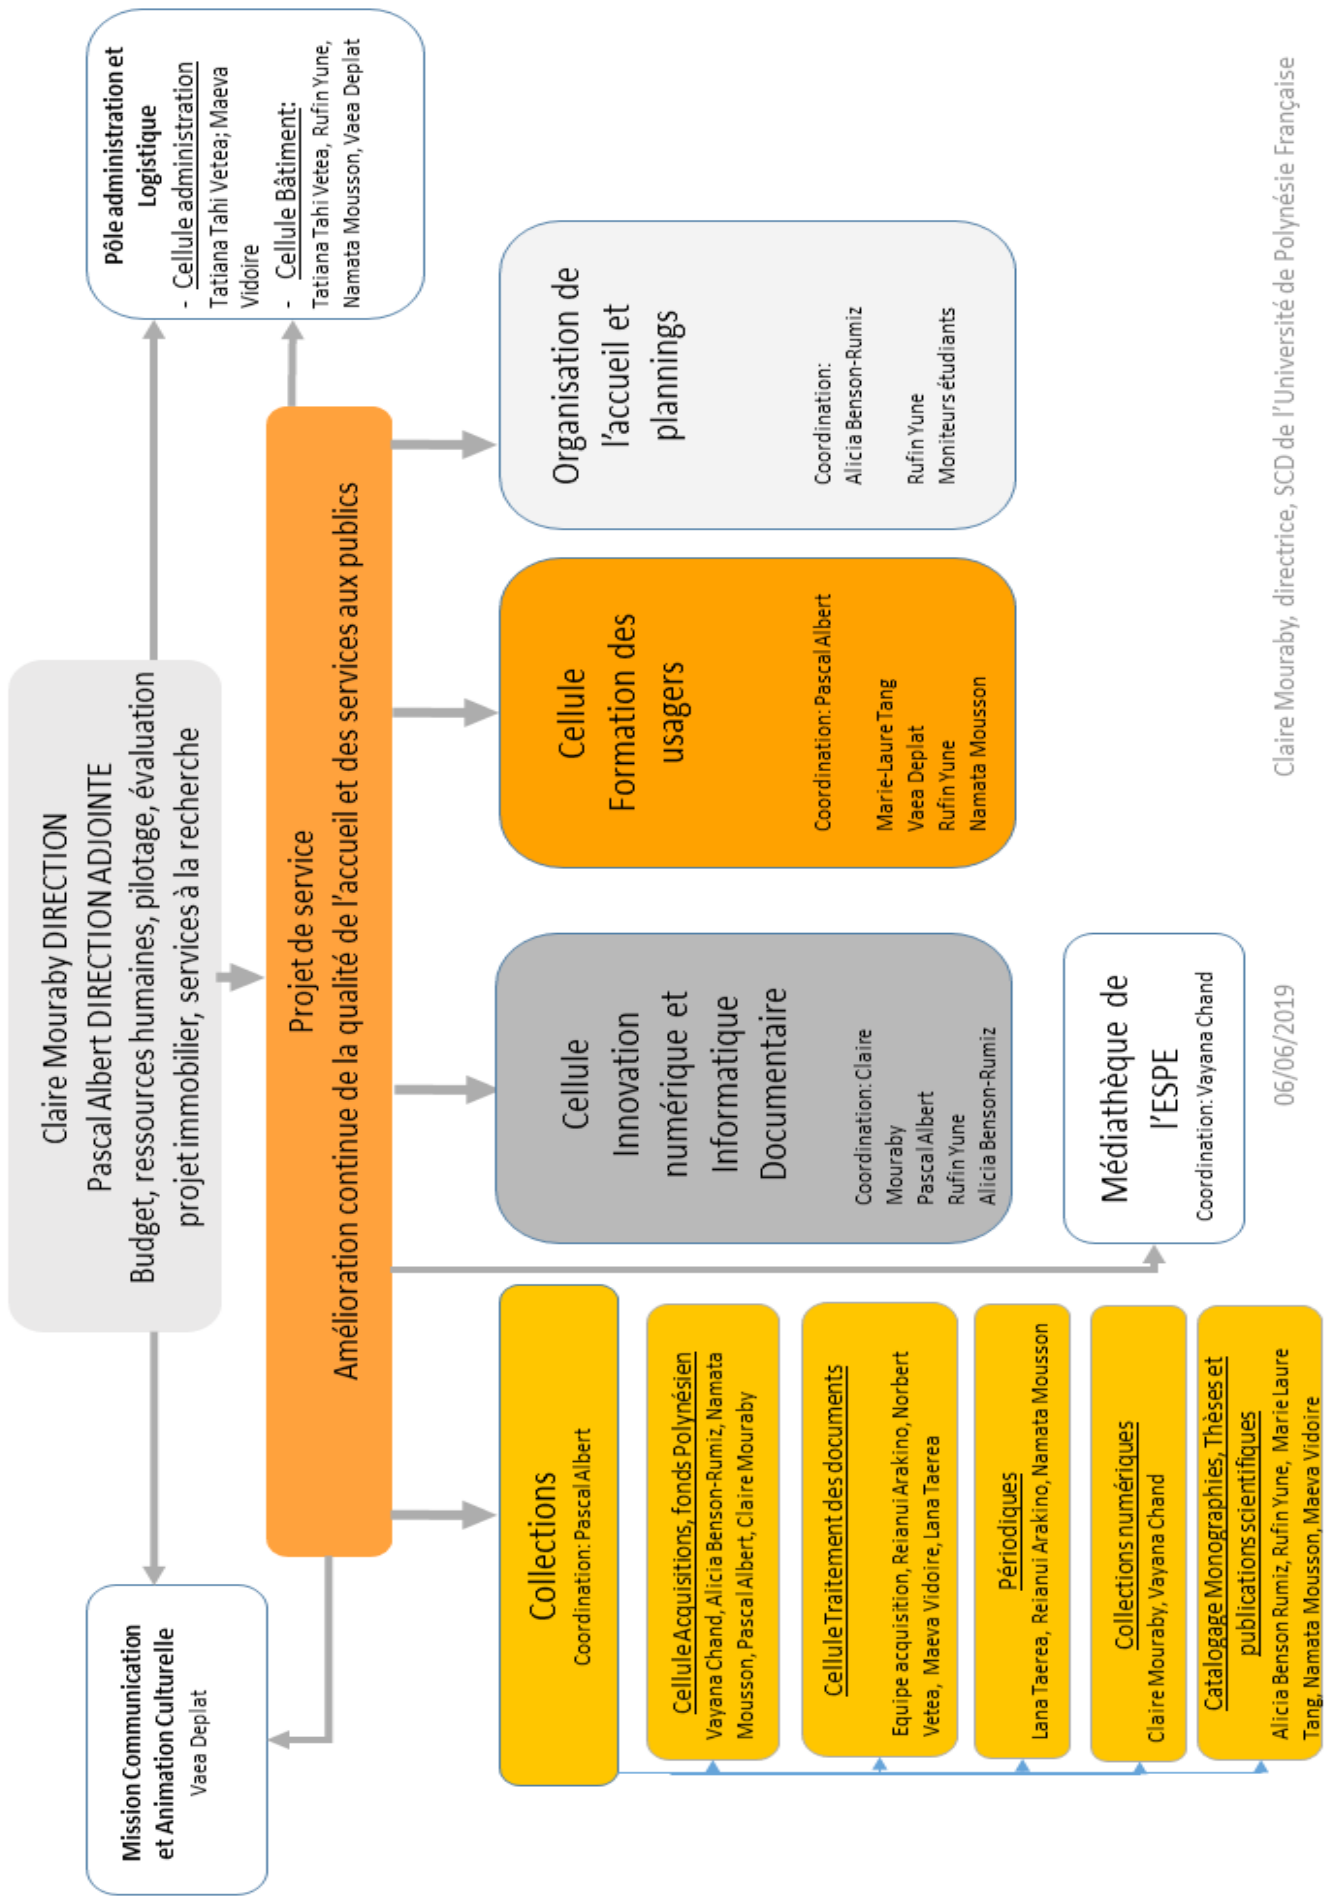 Claire Mouraby DIRECTION
Pascal Albert DIRECTION ADJOINTE
Budget, ressources humaines, pilotage, évaluation
projet immobilier, services à la recherche
Mission Communication
et Animation Culturelle
Vaea Deplat
Pôle administration et
Logistique
- Cellule administration
Tatiana Tahi Vetea; Maeva
Vidoire
- Cellule Bâtiment:
Tatiana Tahi Vetea, Rufin Yune,
Namata Mousson, Vaea Deplat
Projet de service
Amélioration continue de la qualité de l'accueil et des services aux publics
Collections
Coordination: Pascal Albert
Cellule Acquisitions, fonds Polynésien
Vayana Chand, Alicia Benson-Rumiz, Namata
Mousson, Pascal Albert, Claire Mouraby
Cellule Traitement des documents
Equipe acquisition, Reianui Arakino, Norbert
Vetea, Maeva Vidoire, Lana Taerea
Périodiques
Lana Taerea, Reianui Arakino, Namata Mousson
Collections numériques
Claire Mouraby, Vayana Chand
Catalogage Monographies, Thèses et
publications scientifiques
Alicia Benson Rumiz, Rufin Yune, Marie Laure
Tang, Namata Mousson, Maeva Vidoire
Cellule
Innovation
numérique et
Informatique
Documentaire
Coordination: Claire
Mouraby
Pascal Albert
Rufin Yune
Alicia Benson-Rumiz
Médiathèque de
l'ESPE
Coordination: Vayana Chand
Cellule
Formation des
usagers
Coordination: Pascal Albert
Marie-Laure Tang
Vaea Deplat
Rufin Yune
Namata Mousson
Organisation de
l'accueil et
plannings
Coordination:
Alicia Benson-Rumiz
Rufin Yune
Moniteurs étudiants
06/06/2019
Claire Mouraby, directrice, SCD de l'Université de Polynésie Française